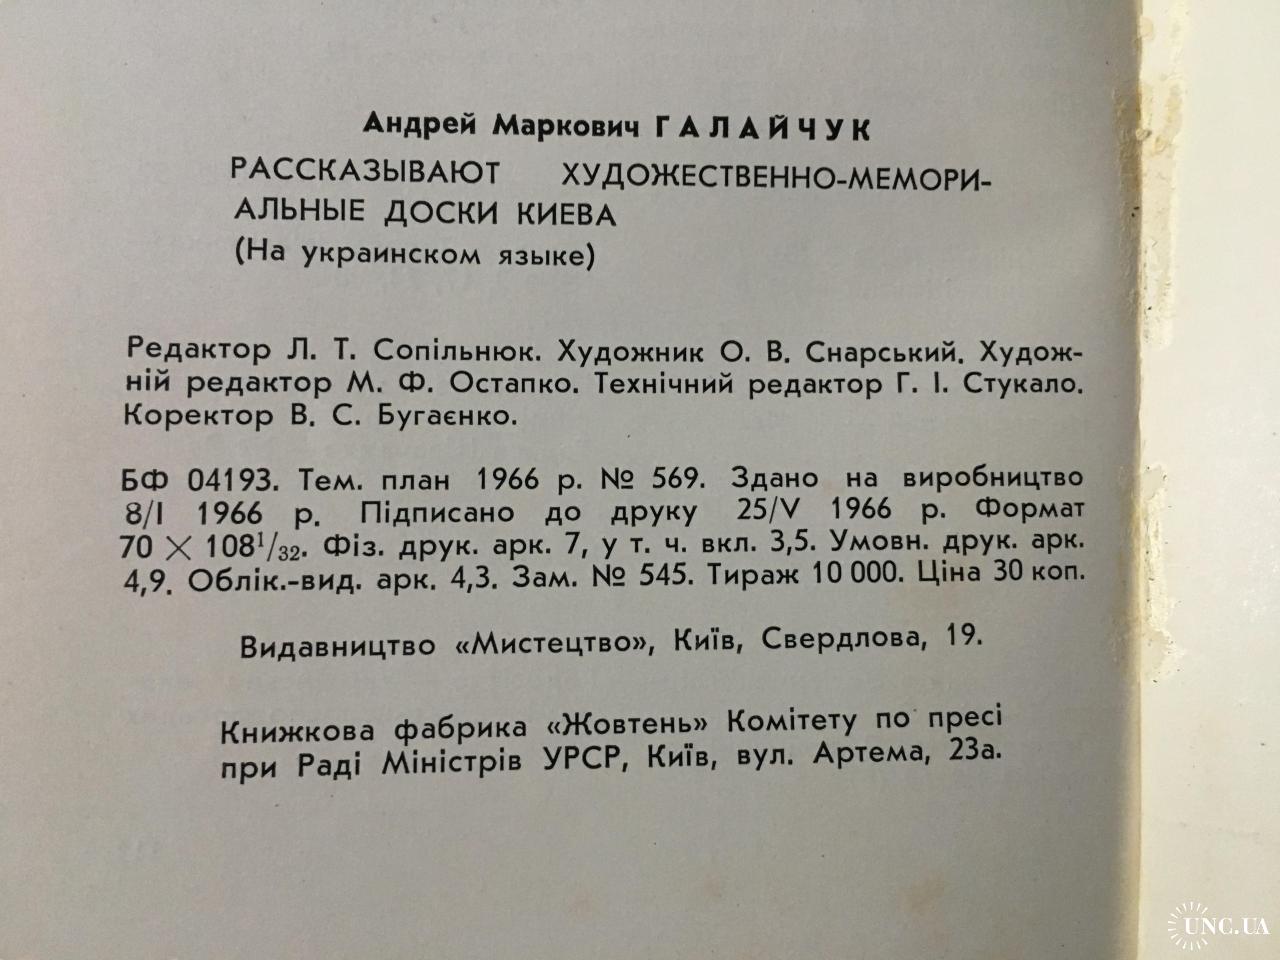 Андрей Маркович ГАЛАЙЧУК
РАССКАЗЫВАЮТ ХУДОЖЕСТВЕННО-МЕМОРИ-
АЛЬНЫЕ ДОСКИ КИЕВА
(На украинском языке)
Редактор Л. Т. Сопільнюк. Художник О. В. Снарський. Худож-
ній редактор М. Ф. Остапко. Технічний редактор Г. І. Стукало.
Коректор В. С. Бугаєнко.
БФ 04193. Тем. план 1966 р. № 569. Здано на виробництво
8/I 1966 р. Підписано до друку 25/V 1966 р. Формат
70 × 108¹/₃₂. Фіз. друк. арк. 7, у т. ч. вкл. 3,5. Умовн. друк. арк.
4,9. Облік.-вид. арк. 4,3. Зам. № 545. Тираж 10 000. Ціна 30 коп.
Видавництво «Мистецтво», Київ, Свердлова, 19.
Книжкова фабрика «Жовтень» Комітету по пресі
при Раді Міністрів УРСР, Київ, вул. Артема, 23а.
UNC.UA